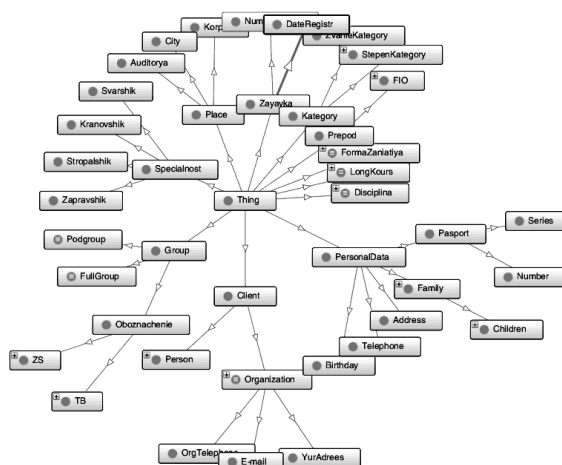 DateRegistr
City
ZvanieKategory
StepenKategory
Auditorya
FIO
Svarshik
Zayavka
Place
Kategory
Kranovshik
Prepod
FormaZaniatiya
Stropalshik
Specialnost
LongKours
Disciplina
Zapravshik
Thing
Series
Pasport
Podgroup
Group
PersonalData
FullGroup
Number
Family
Client
Address
Oboznachenie
Children
Telephone
ZS
Person
Birthday
Organization
TB
OrgTelephone
YurAdrees
E-mail